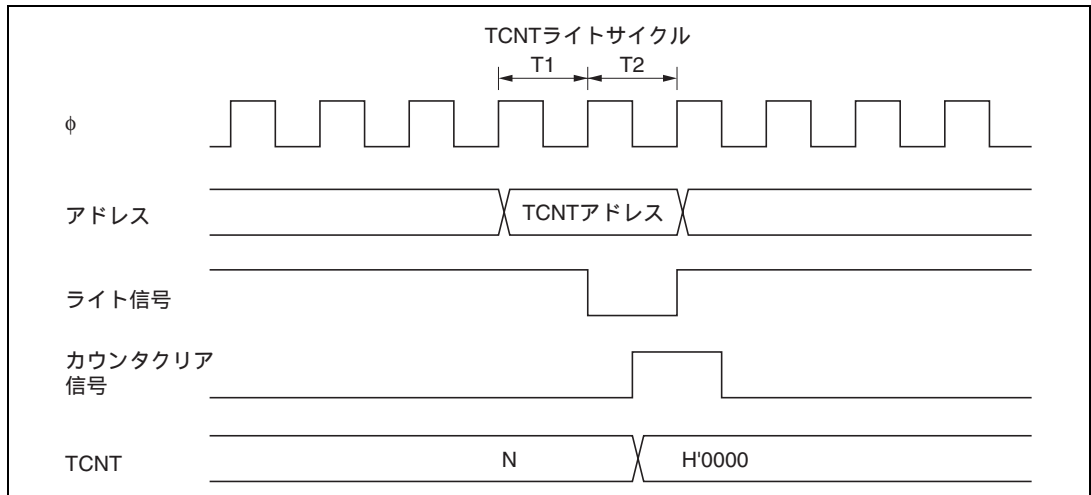 TCNTライトサイクル
T1 T2
φ
アドレス TCNTアドレス
ライト信号
カウンタクリア
信号
TCNT N H'0000